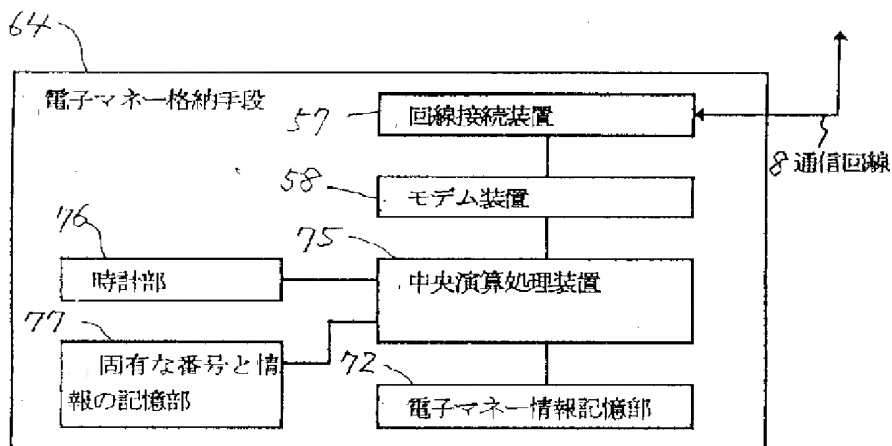 64
電子マネー格納手段
57
回線接続装置
8 通信回線
58
モデム装置
76
時計部
75
中央演算処理装置
77
固有な番号と情
報の記憶部
72
電子マネー情報記憶部